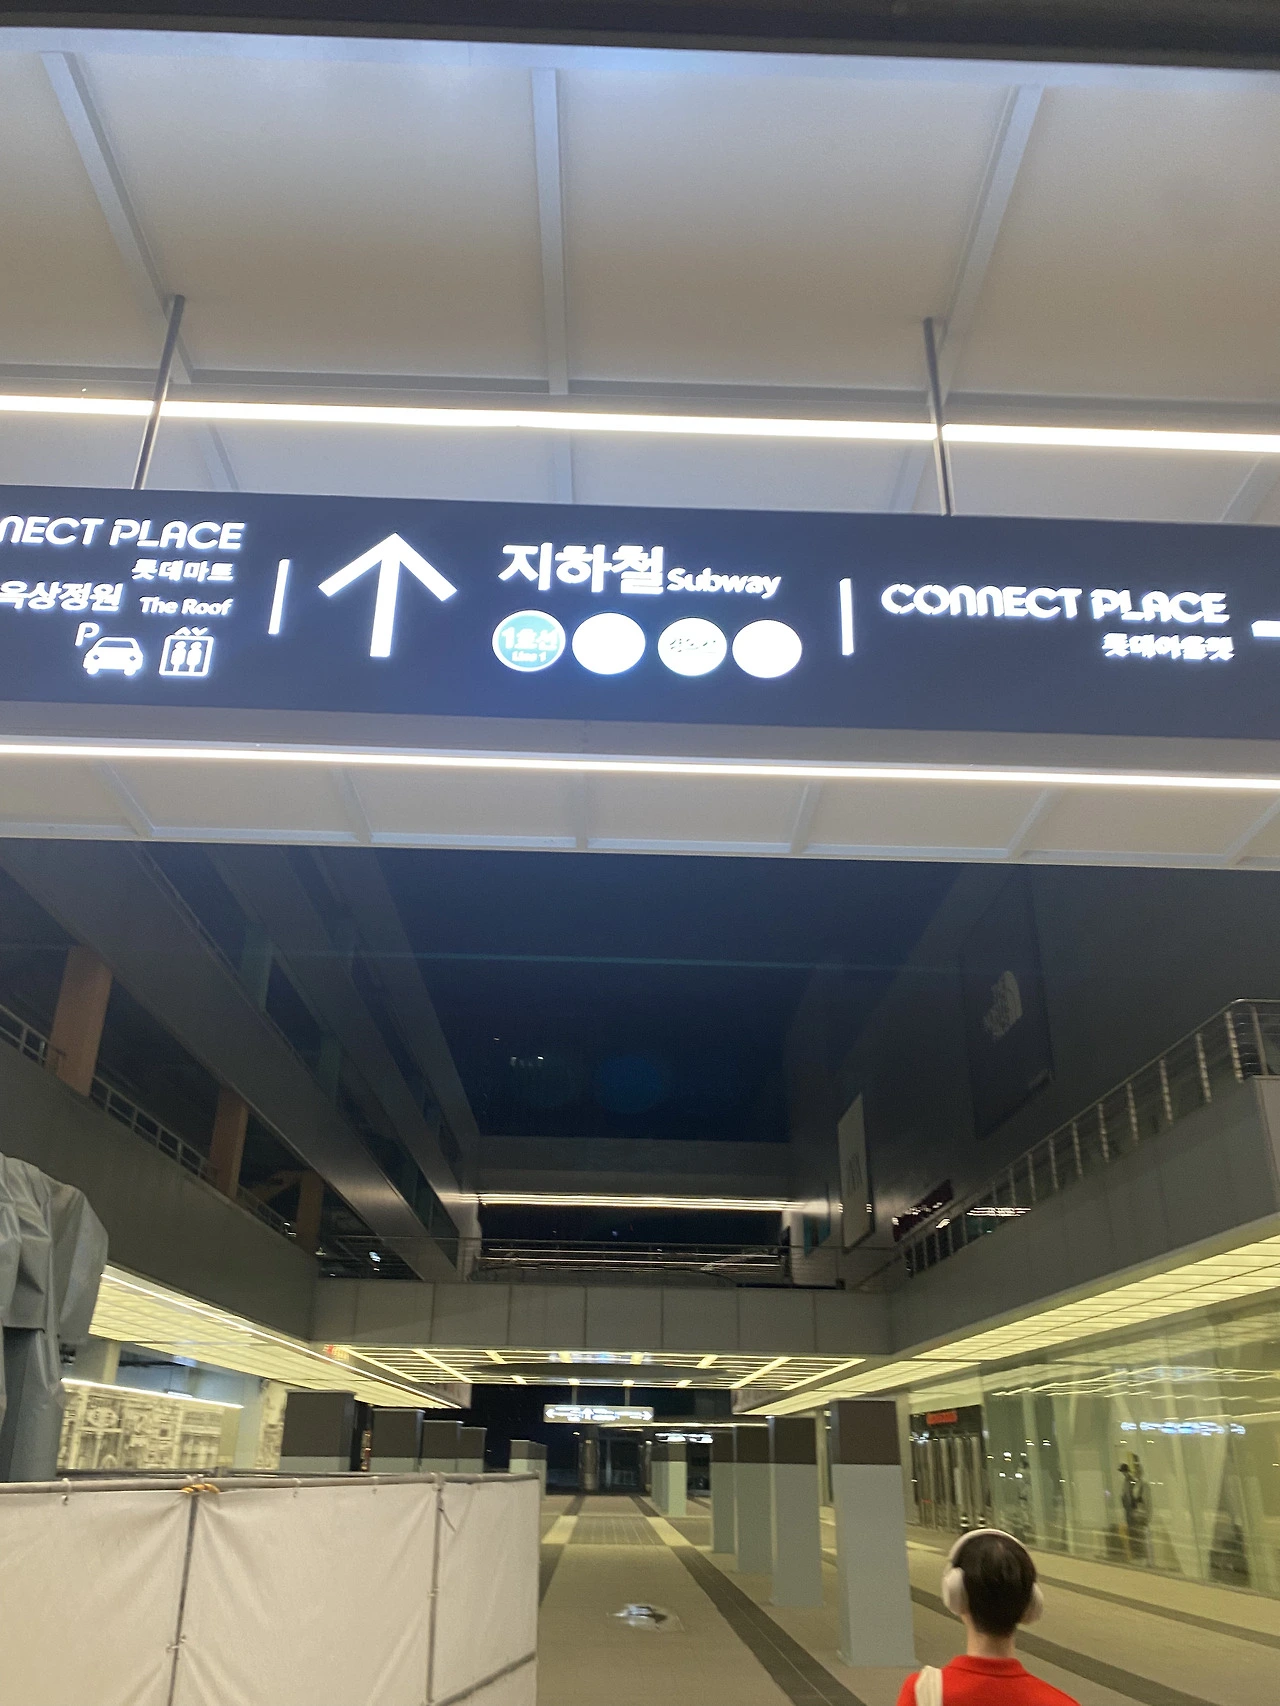 NNECT PLACE
롯데마트
옥상정원 The Roof
P
지하철 Subway
1호선
Line 1
CONNECT PLACE
롯데아울렛